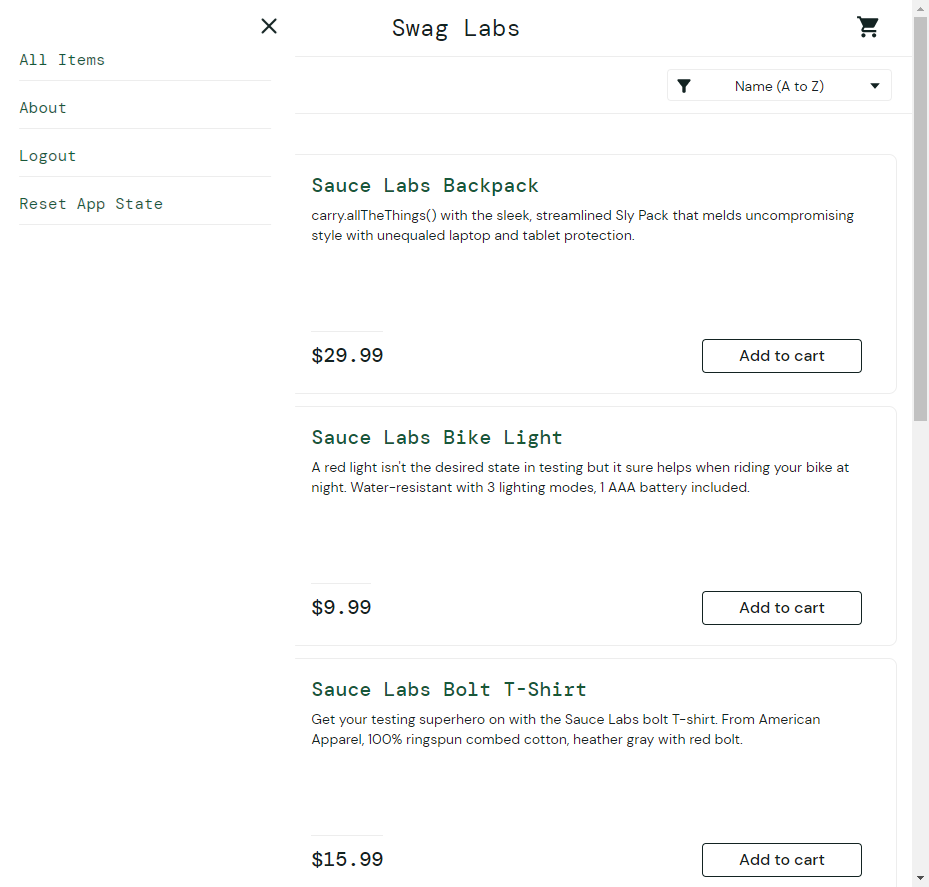 All Items
About
Logout
Reset App State
Swag Labs
Name (A to Z)
Sauce Labs Backpack
carry.allTheThings() with the sleek, streamlined Sly Pack that melds uncompromising
style with unequaled laptop and tablet protection.
$29.99
Add to cart
Sauce Labs Bike Light
A red light isn't the desired state in testing but it sure helps when riding your bike at
night. Water-resistant with 3 lighting modes, 1 AAA battery included.
$9.99
Add to cart
Sauce Labs Bolt T-Shirt
Get your testing superhero on with the Sauce Labs bolt T-shirt. From American
Apparel, 100% ringspun combed cotton, heather gray with red bolt.
$15.99
Add to cart